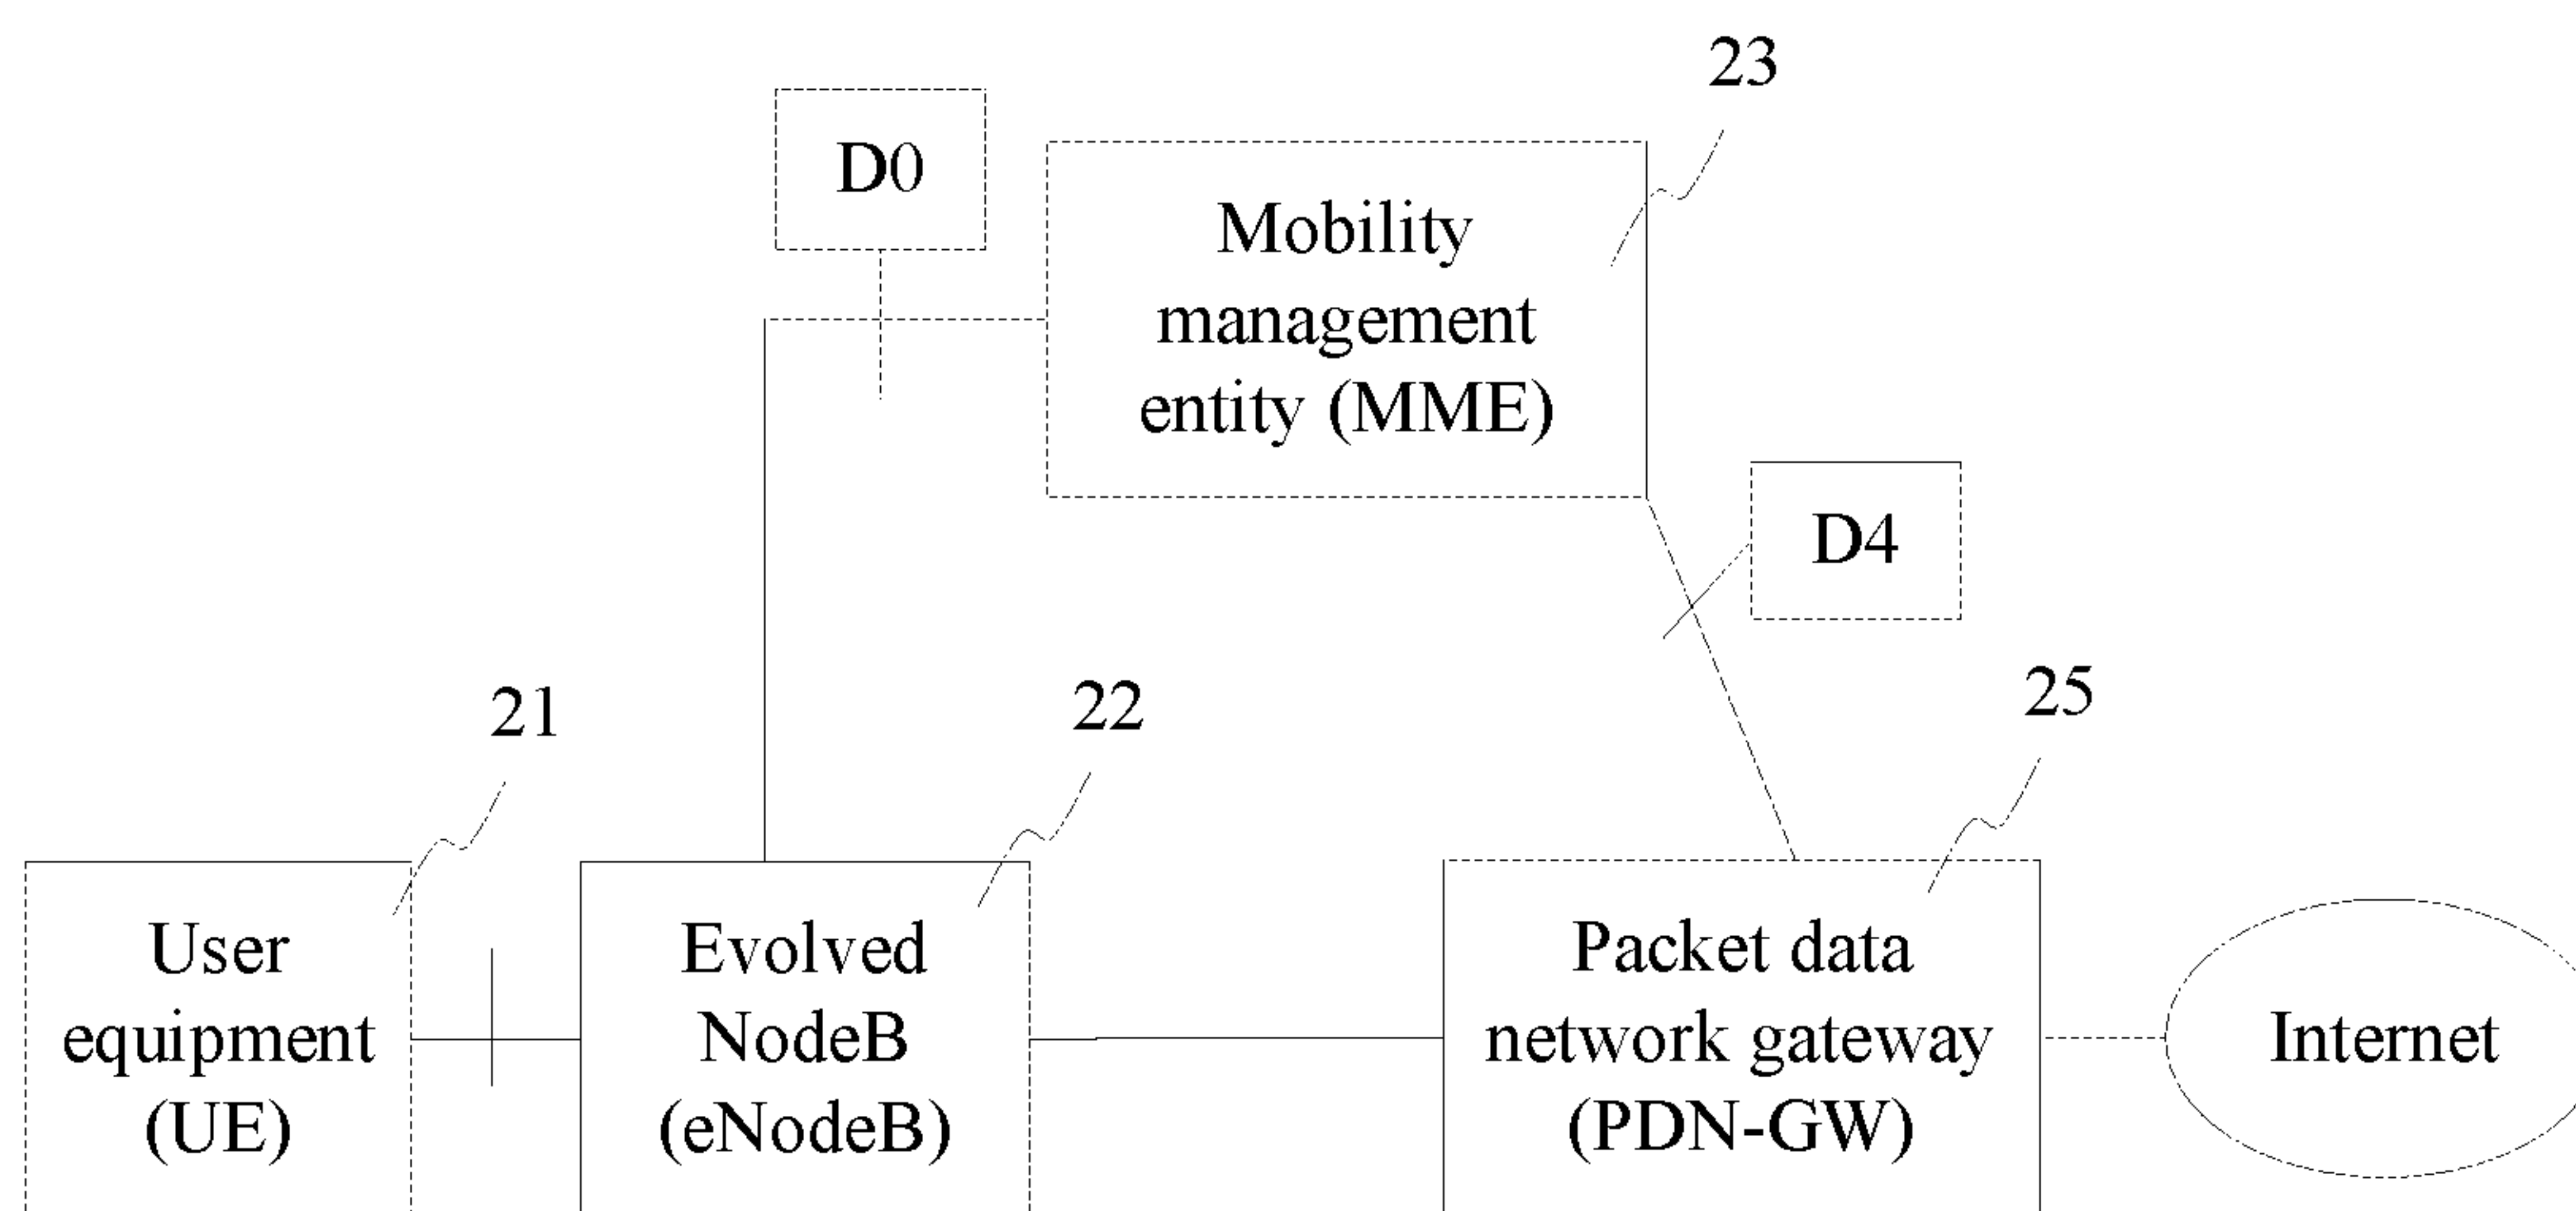 23
D0
Mobility
management
entity (MME)
D4
21
22
25
User
equipment
(UE)
Evolved
NodeB
(eNodeB)
Packet data
network gateway
(PDN-GW)
Internet